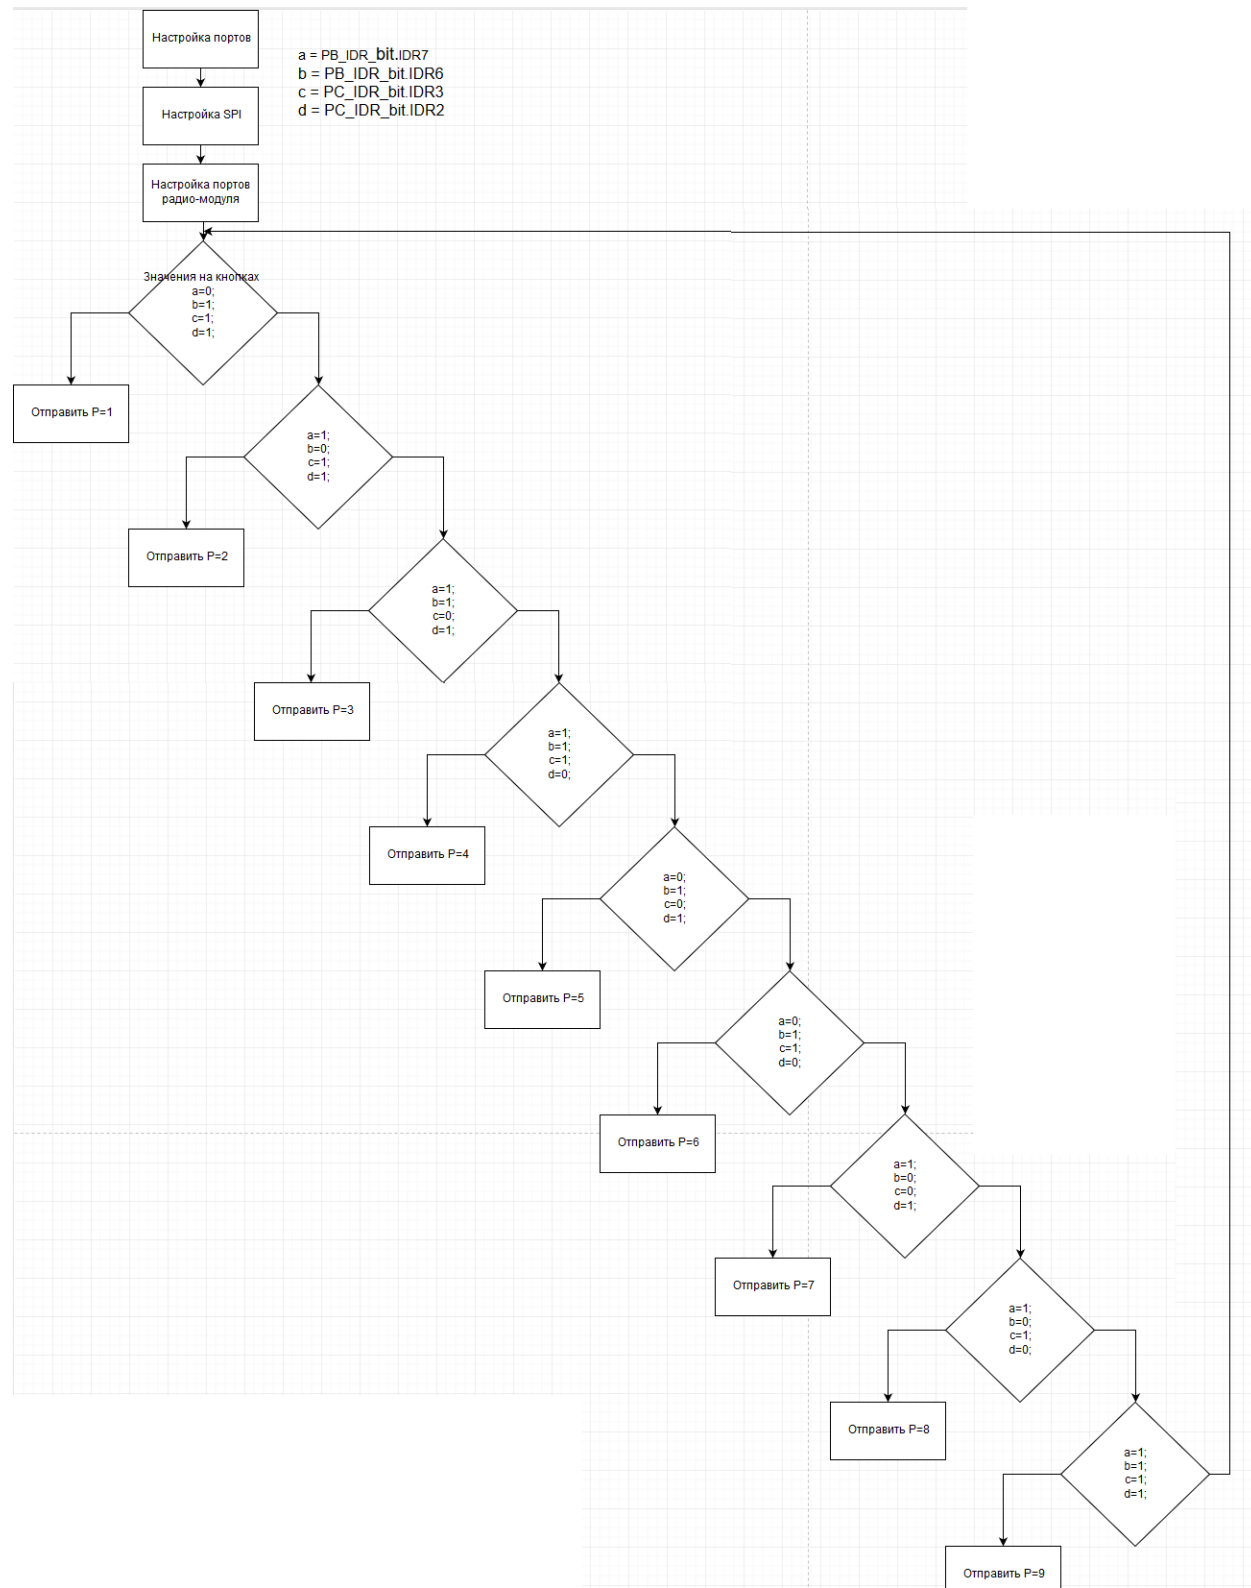 Настройка портов
a = PB_IDR_bit.IDR7
b = PB_IDR_bit.IDR6
c = PC_IDR_bit.IDR3
d = PC_IDR_bit.IDR2
Настройка SPI
Настройка портов
радио-модуля
Значения на кнопках
a=0;
b=1;
c=1;
d=1;
Отправить P=1
a=1;
b=0;
c=1;
d=1;
Отправить P=2
a=1;
b=1;
c=0;
d=1;
Отправить P=3
a=1;
b=1;
c=1;
d=0;
Отправить P=4
a=0;
b=1;
c=0;
d=1;
Отправить P=5
a=0;
b=1;
c=1;
d=0;
Отправить P=6
a=1;
b=0;
c=0;
d=1;
Отправить P=7
a=1;
b=0;
c=1;
d=0;
Отправить P=8
a=1;
b=1;
c=1;
d=1;
Отправить P=9